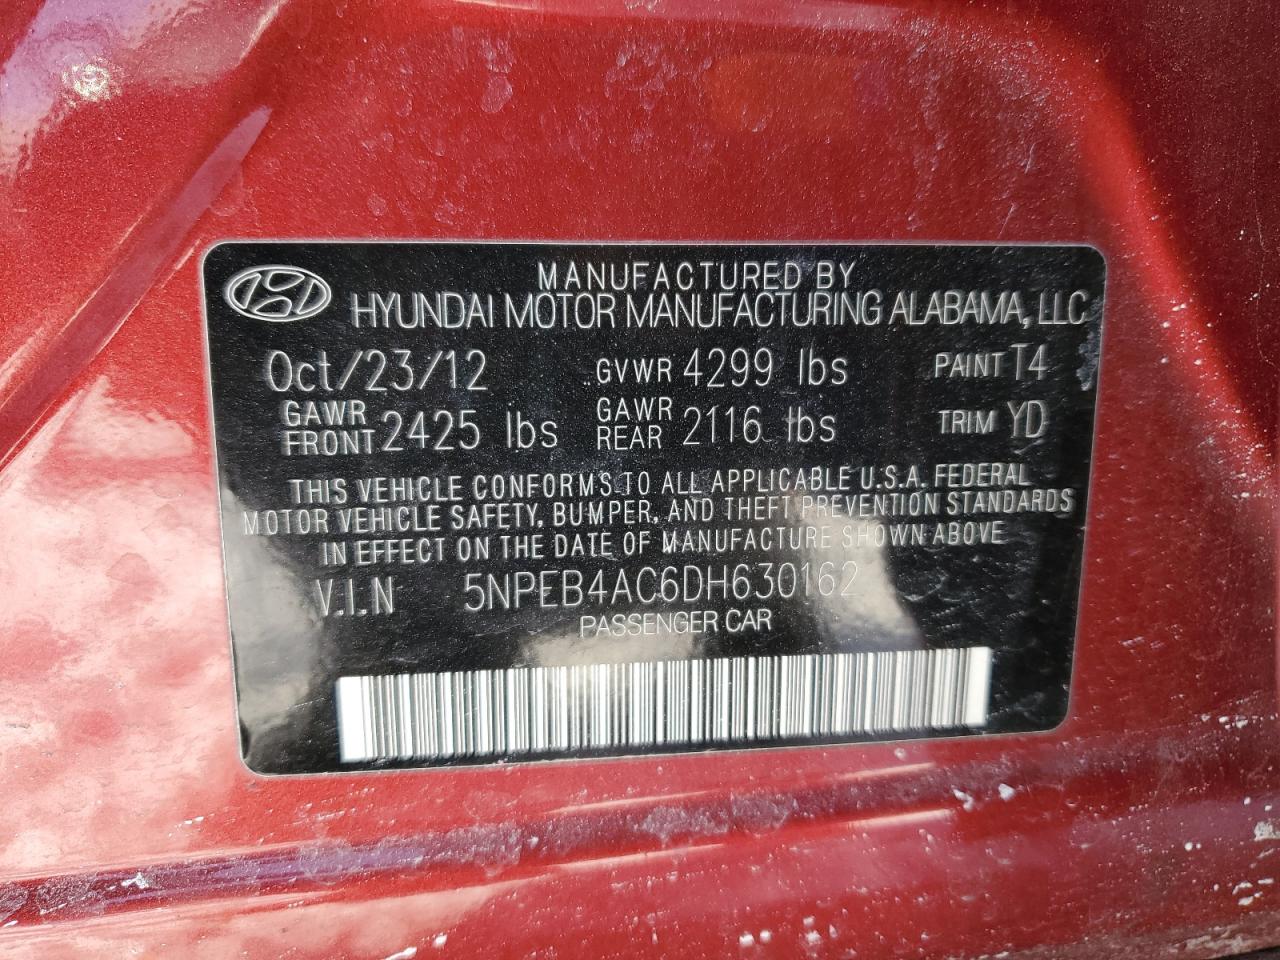 MANUFACTURED BY
HYUNDAI MOTOR MANUFACTURING ALABAMA, LLC
Oct/23/12 GVWR 4299 lbs PAINT T4
GAWR FRONT 2425 lbs GAWR REAR 2116 lbs TRIM YD
THIS VEHICLE CONFORMS TO ALL APPLICABLE U.S.A. FEDERAL
MOTOR VEHICLE SAFETY, BUMPER, AND THEFT PREVENTION STANDARDS
IN EFFECT ON THE DATE OF MANUFACTURE SHOWN ABOVE
V.I.N 5NPEB4AC6DH630162
PASSENGER CAR